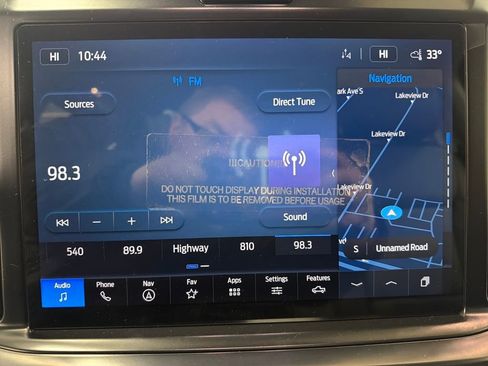 HI 10:44 HI 33°
FM
Navigation
Sources
Direct Tune
Lakeview Dr
Lakeview Dr
98.3
!!!CAUTION
DO NOT TOUCH DISPLAY DURING INSTALLATION
THIS FILM IS TO BE REMOVED BEFORE USAGE
Lakeview Dr
Sound
540 89.9 Highway 810 98.3
S Unnamed Road
Audio Phone Nav Fav Apps Settings Features